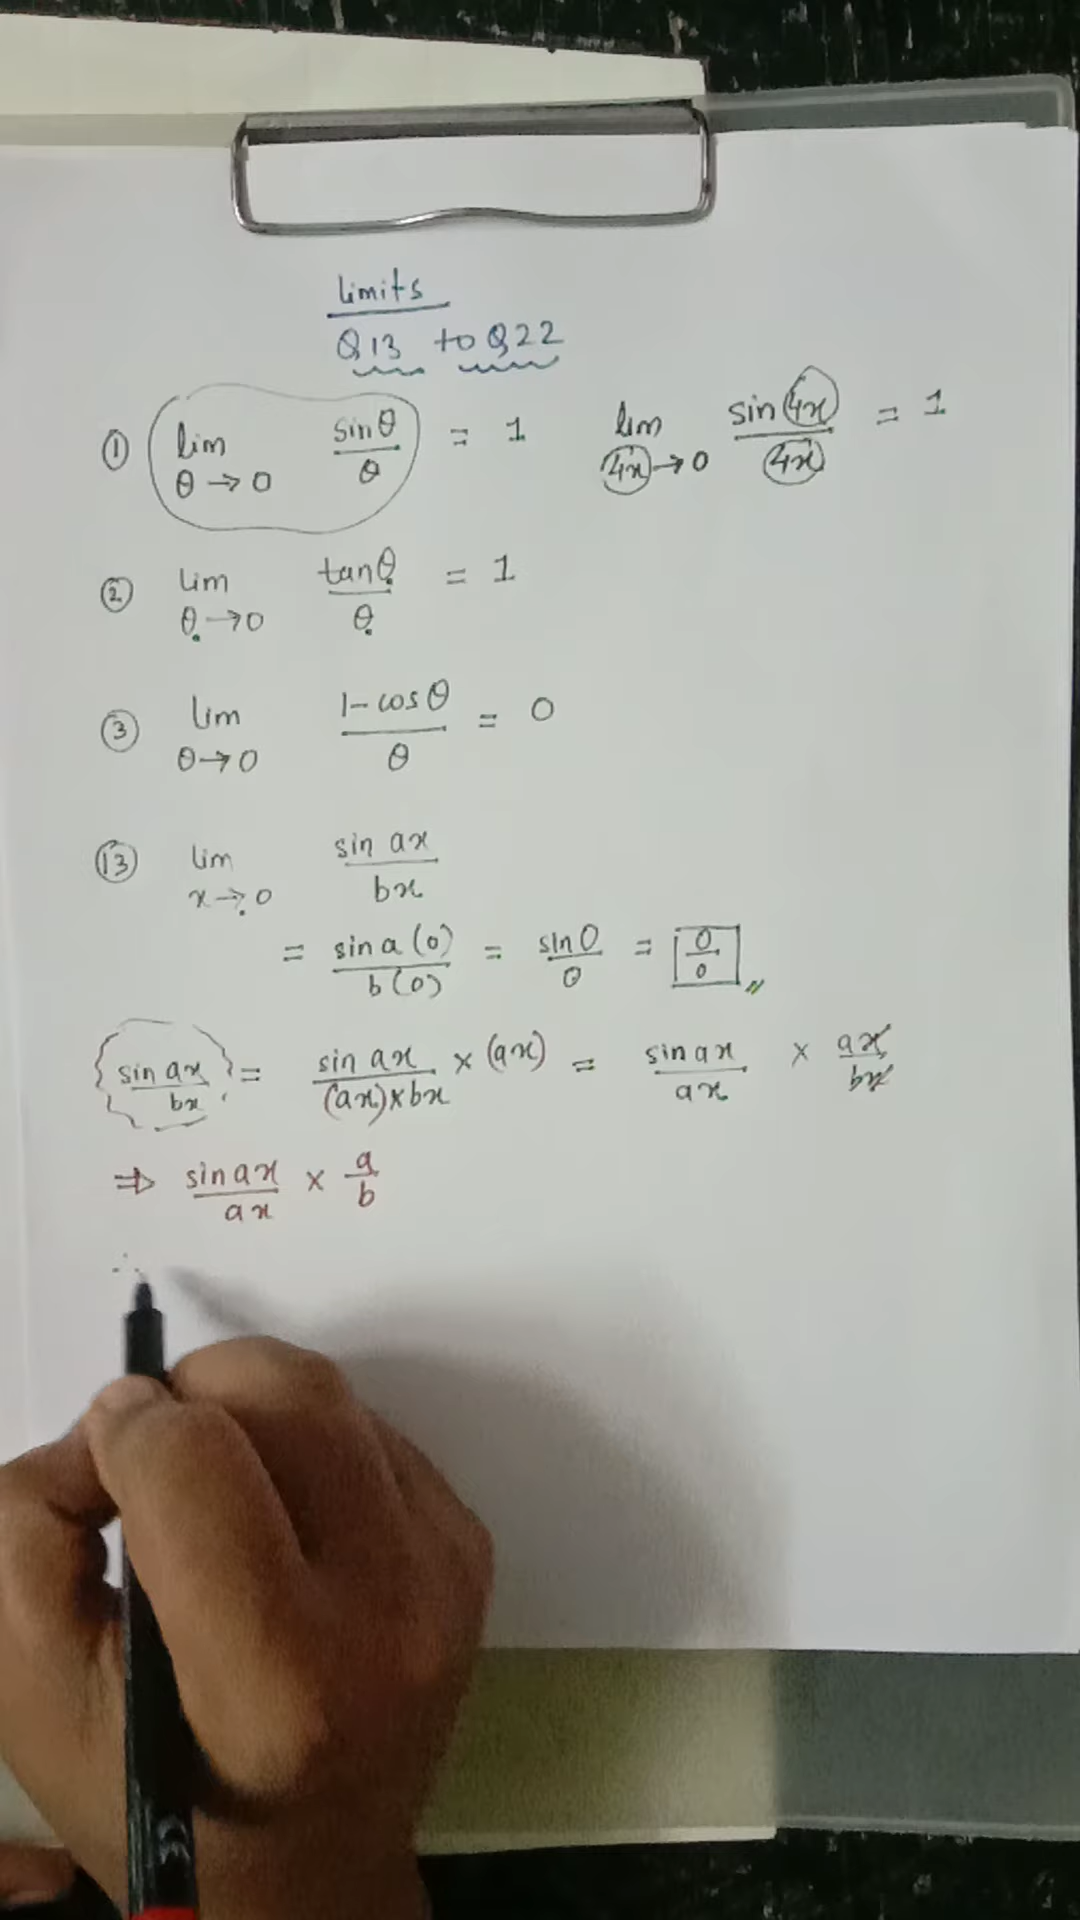 Limits
Q13 to Q22
① lim θ→0 sinθ/θ = 1 lim 4x→0 sin 4x/4x = 1
② lim θ→0 tanθ/θ = 1
③ lim θ→0 1-cosθ/θ = 0
⑬ lim x→0 sin ax/bx
= sin a(0)/b(0) = sin0/0 = 0/0
sin ax/bx = sin ax/(ax)×bx × (ax) = sin ax/ax × ax/bx
⇒ sin ax/ax × a/b
∴